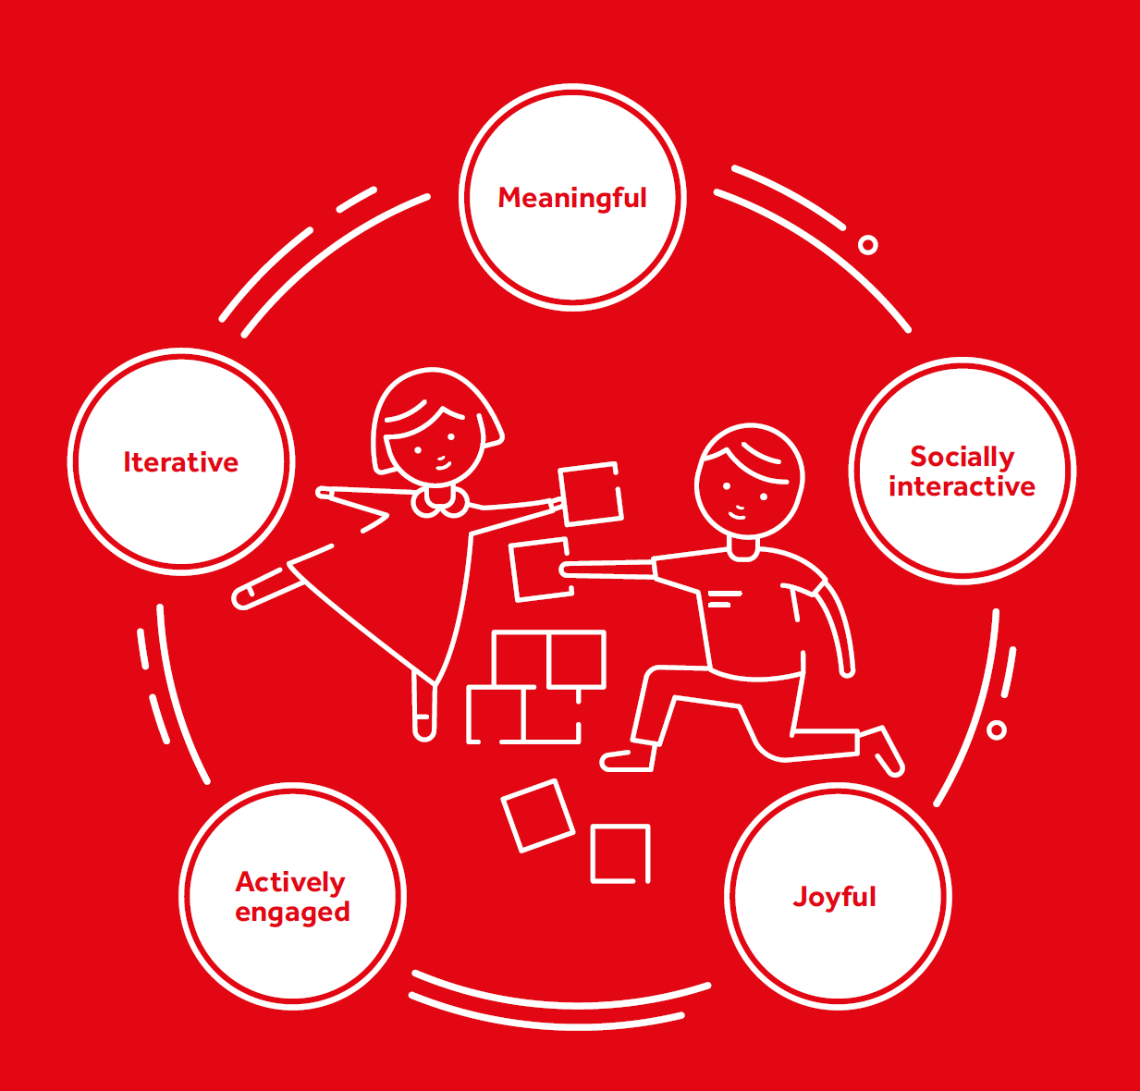 Meaningful
Iterative
Socially
interactive
Actively
engaged
Joyful